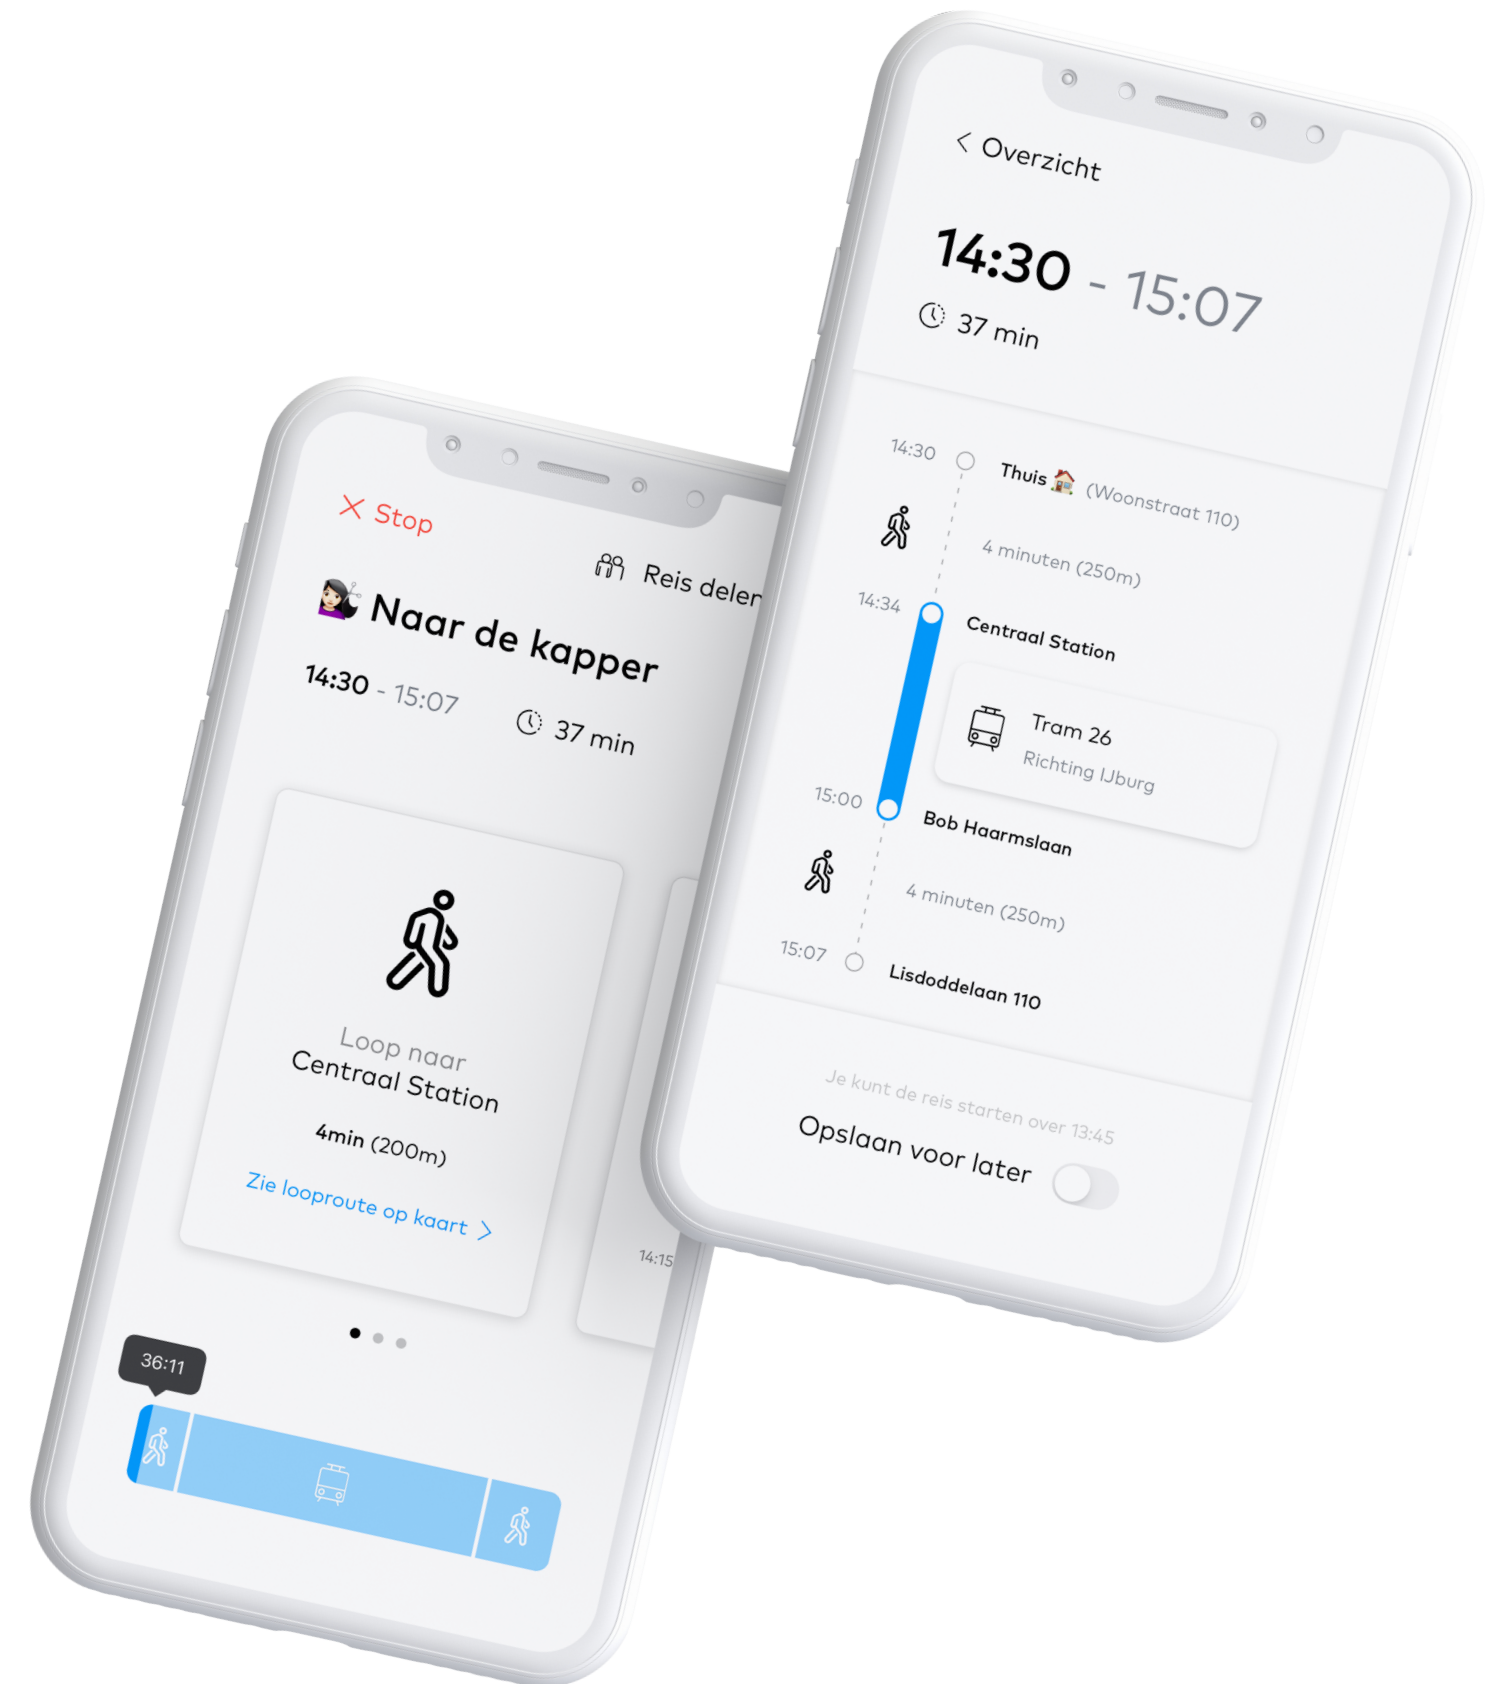 Stop
Reis delen
Naar de kapper
14:30 - 15:07
37 min
Loop naar
Centraal Station
4min (200m)
Zie looproute op kaart
14:15
36:11
Overzicht
14:30 - 15:07
37 min
14:30
Thuis (Woonstraat 110)
4 minuten (250m)
14:34
Centraal Station
Tram 26
Richting IJburg
15:00
Bob Haarmslaan
4 minuten (250m)
15:07
Lisdoddelaan 110
Je kunt de reis starten over 13:45
Opslaan voor later